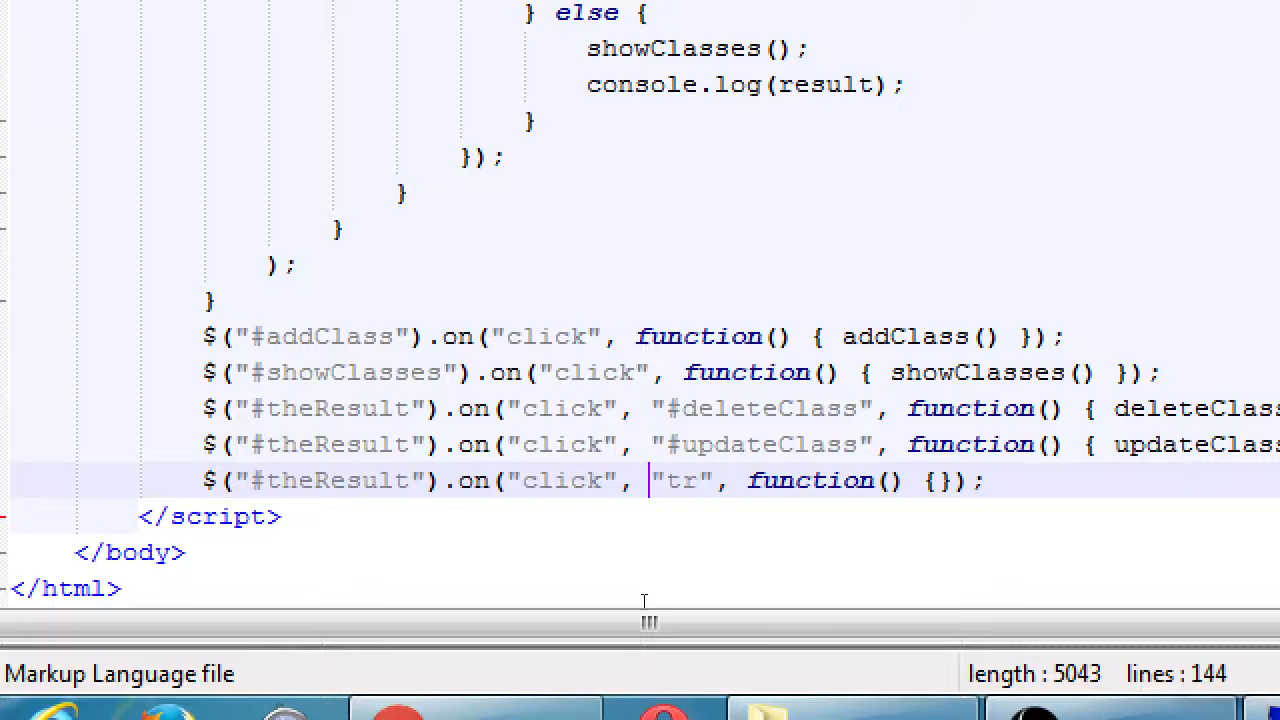 } else {
showClasses();
console.log(result);
}
});
}
}
);
}
$("#addClass").on("click", function() { addClass() });
$("#showClasses").on("click", function() { showClasses() });
$("#theResult").on("click", "#deleteClass", function() { deleteClass
$("#theResult").on("click", "#updateClass", function() { updateClass
$("#theResult").on("click", "tr", function() {});
</script>
</body>
</html>
Markup Language file length : 5043 lines : 144